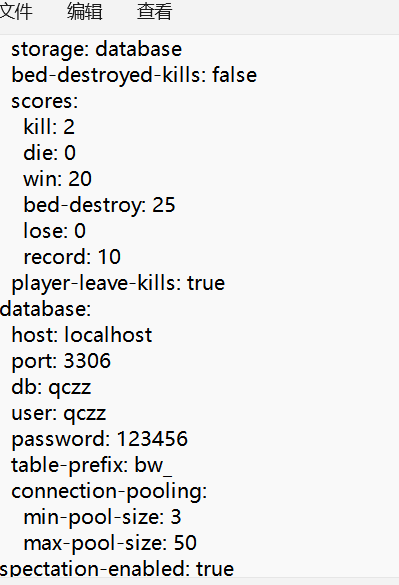 文件 编辑 查看
storage: database
bed-destroyed-kills: false
scores:
kill: 2
die: 0
win: 20
bed-destroy: 25
lose: 0
record: 10
player-leave-kills: true
database:
host: localhost
port: 3306
db: qczz
user: qczz
password: 123456
table-prefix: bw_
connection-pooling:
min-pool-size: 3
max-pool-size: 50
spectation-enabled: true